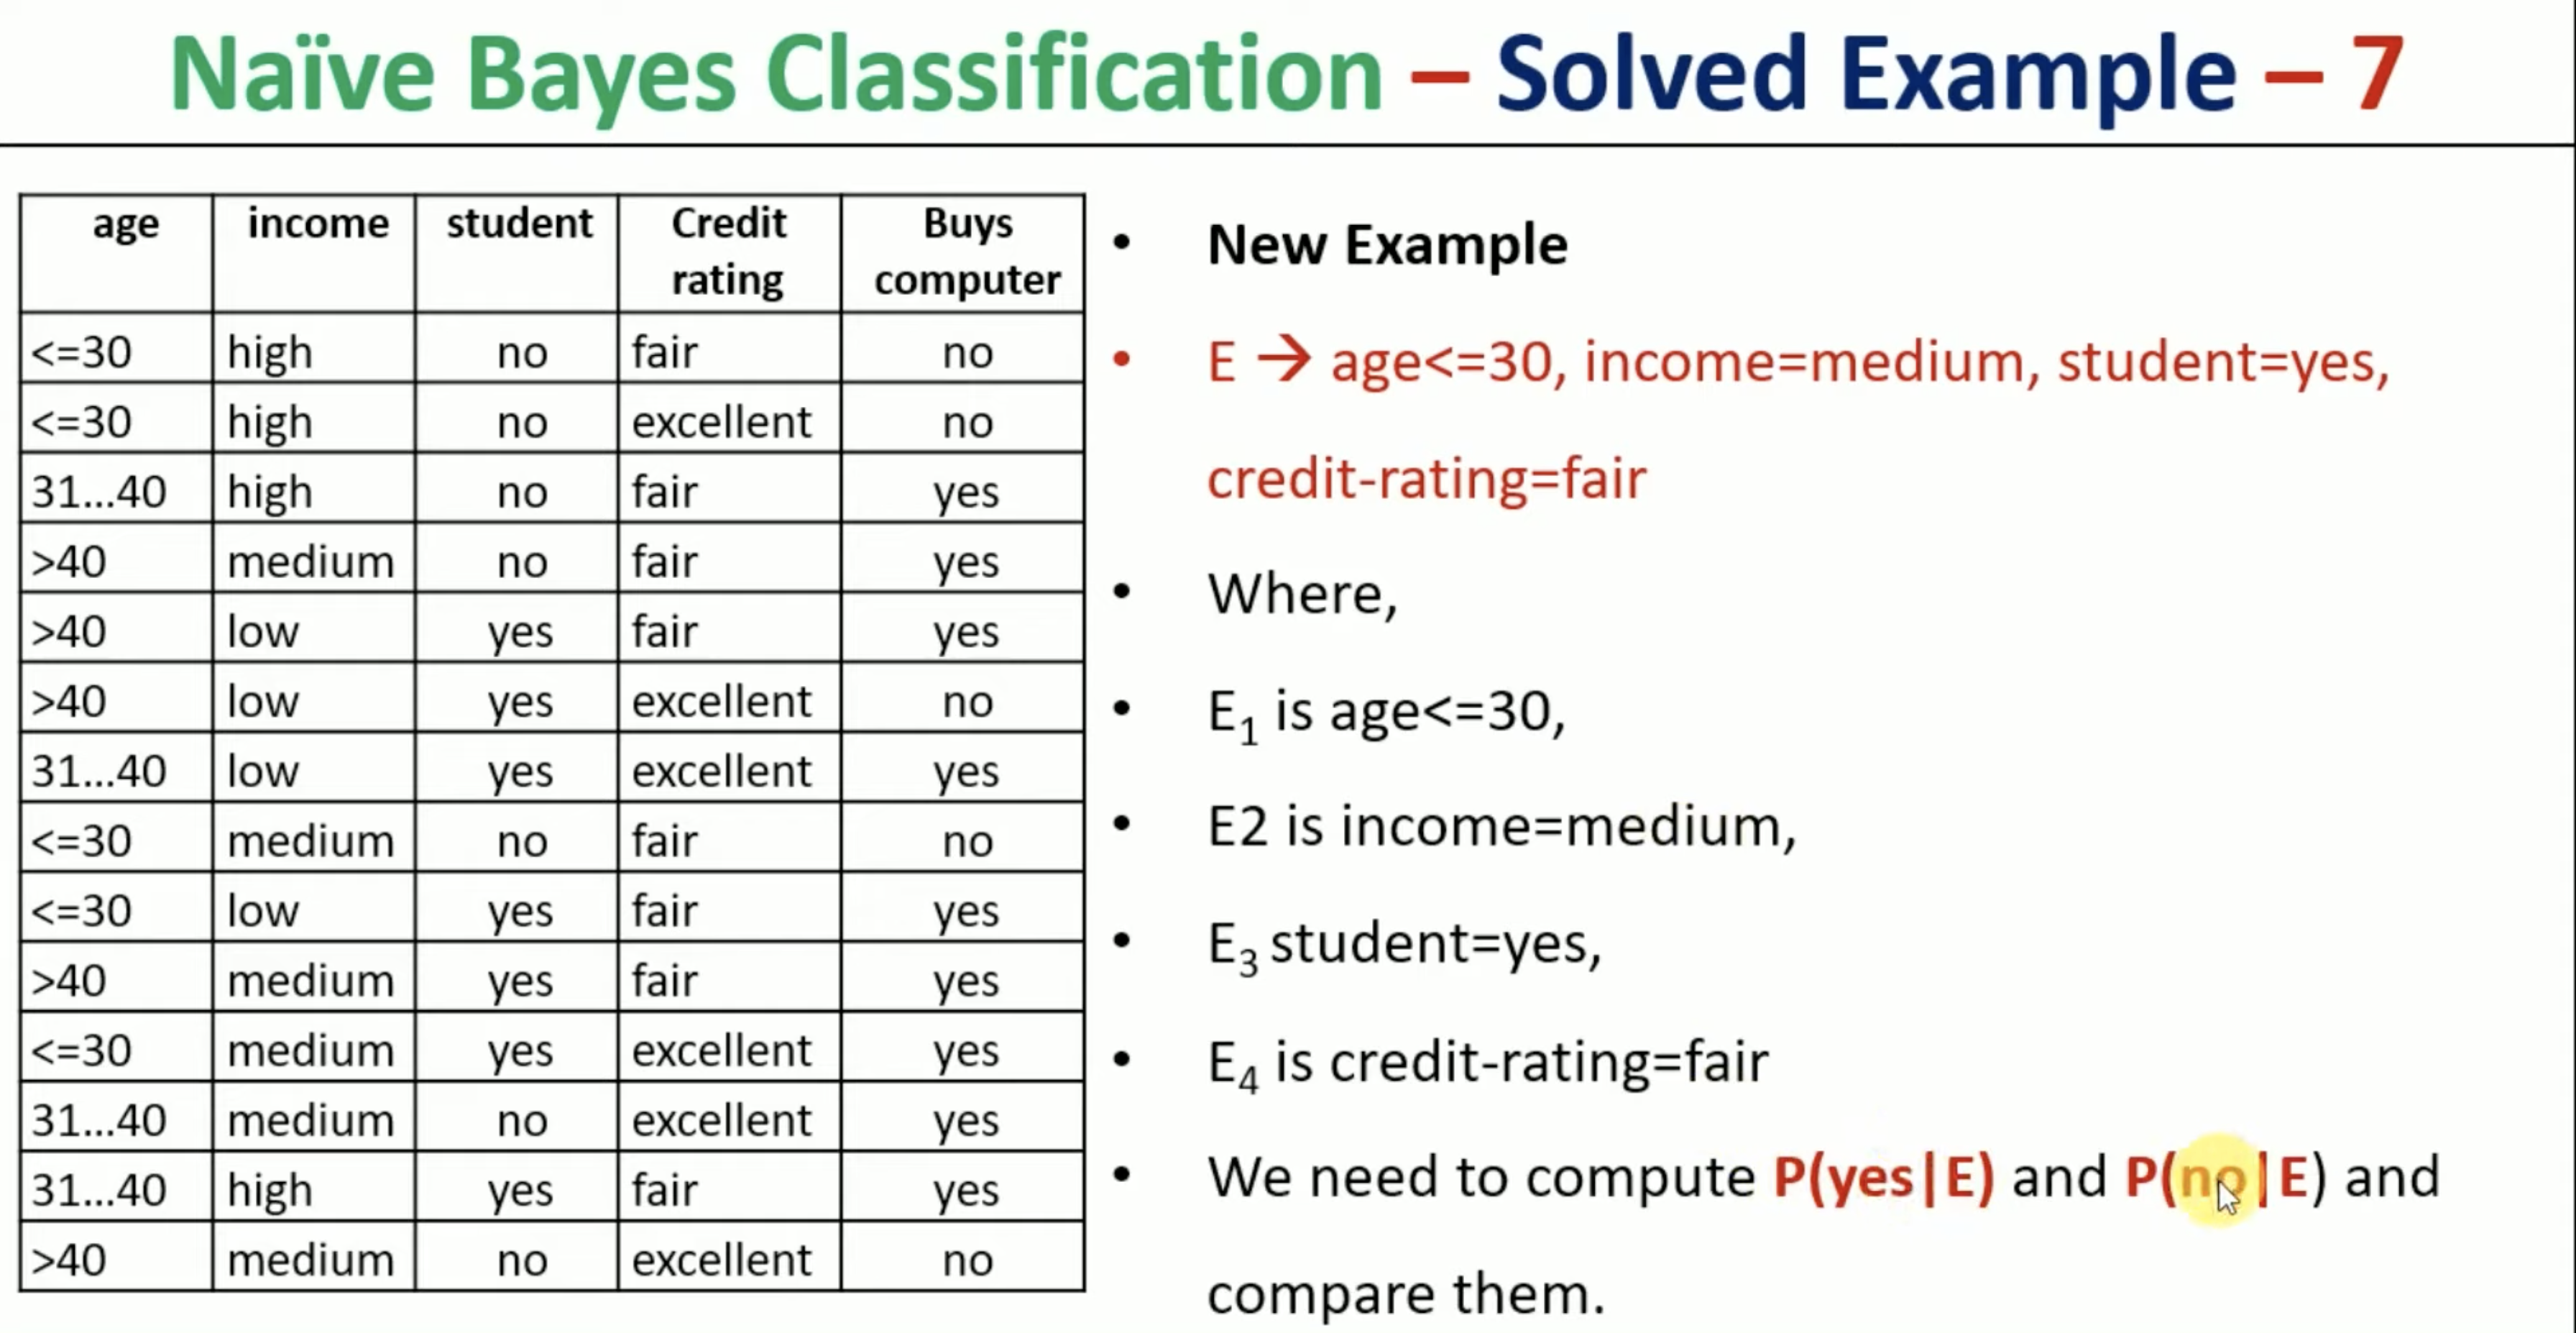 Naïve Bayes Classification – Solved Example – 7
age income student Credit rating Buys computer
<=30 high no fair no
<=30 high no excellent no
31...40 high no fair yes
>40 medium no fair yes
>40 low yes fair yes
>40 low yes excellent no
31...40 low yes excellent yes
<=30 medium no fair no
<=30 low yes fair yes
>40 medium yes fair yes
<=30 medium yes excellent yes
31...40 medium no excellent yes
31...40 high yes fair yes
>40 medium no excellent no
• New Example
• E → age<=30, income=medium, student=yes,
credit-rating=fair
• Where,
• E₁ is age<=30,
• E2 is income=medium,
• E₃ student=yes,
• E₄ is credit-rating=fair
• We need to compute P(yes|E) and P(no|E) and
compare them.